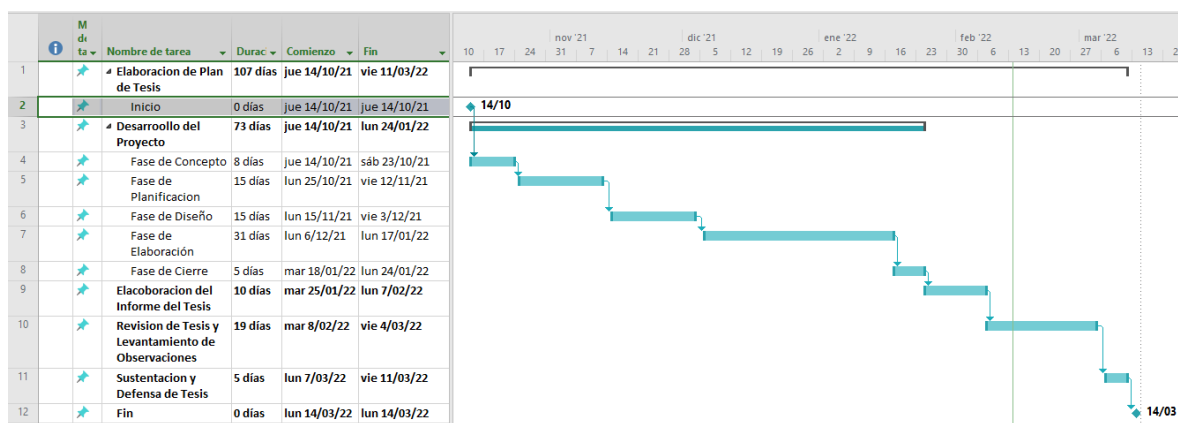 M
de
ta
Nombre de tarea Durac Comienzo Fin
nov '21 dic '21 ene '22 feb '22 mar '22
10 17 24 31 7 14 21 28 5 12 19 26 2 9 16 23 30 6 13 20 27 6 13 2
1 Elaboracion de Plan 107 días jue 14/10/21 vie 11/03/22
de Tesis
2 Inicio 0 días jue 14/10/21 jue 14/10/21 14/10
3 Desarroollo del 73 días jue 14/10/21 lun 24/01/22
Proyecto
4 Fase de Concepto 8 días jue 14/10/21 sáb 23/10/21
5 Fase de 15 días lun 25/10/21 vie 12/11/21
Planificacion
6 Fase de Diseño 15 días lun 15/11/21 vie 3/12/21
7 Fase de 31 días lun 6/12/21 lun 17/01/22
Elaboración
8 Fase de Cierre 5 días mar 18/01/22 lun 24/01/22
9 Elacoboracion del 10 días mar 25/01/22 lun 7/02/22
Informe del Tesis
10 Revision de Tesis y 19 días mar 8/02/22 vie 4/03/22
Levantamiento de
Observaciones
11 Sustentacion y 5 días lun 7/03/22 vie 11/03/22
Defensa de Tesis
12 Fin 0 días lun 14/03/22 lun 14/03/22 14/03